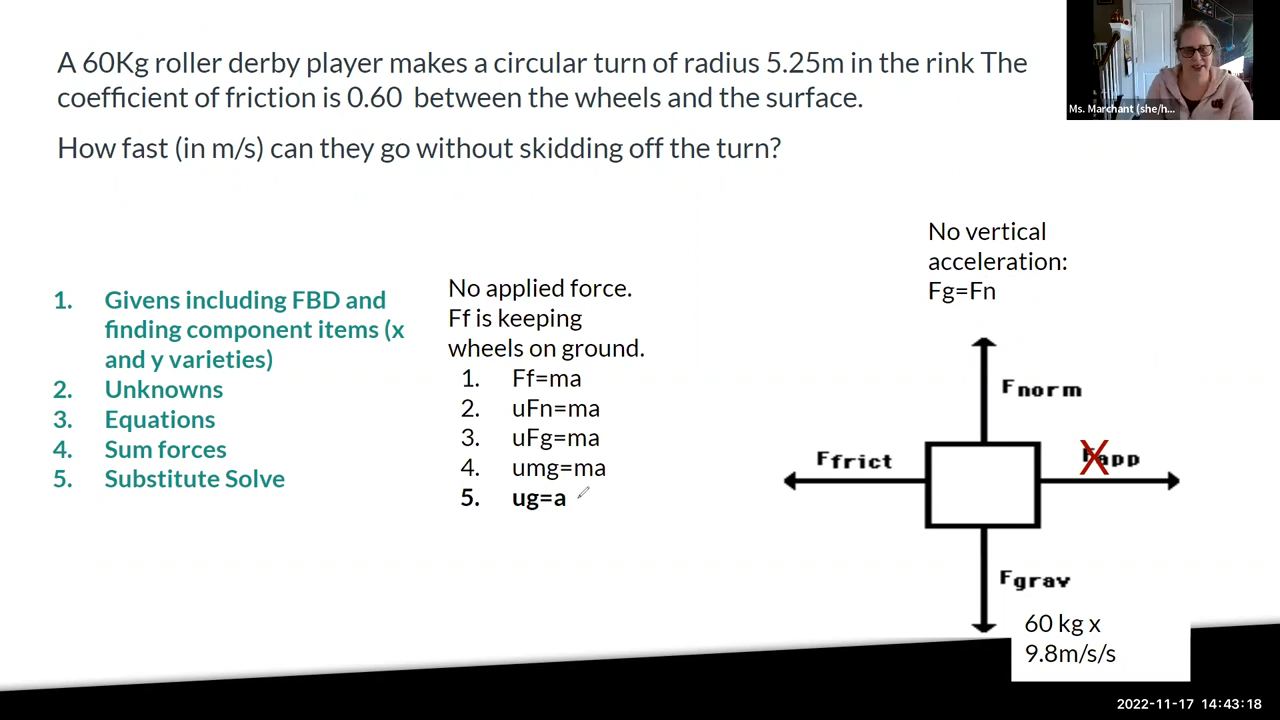 A 60Kg roller derby player makes a circular turn of radius 5.25m in the rink The
coefficient of friction is 0.60 between the wheels and the surface.
How fast (in m/s) can they go without skidding off the turn?
Ms. Marchant (she/h...
1. Givens including FBD and
finding component items (x
and y varieties)
2. Unknowns
3. Equations
4. Sum forces
5. Substitute Solve
No applied force.
Ff is keeping
wheels on ground.
1. Ff=ma
2. uFn=ma
3. uFg=ma
4. umg=ma
5. ug=a
No vertical
acceleration:
Fg=Fn
Fnorm
Ffrict
Fapp
Fgrav
60 kg x
9.8m/s/s
2022-11-17 14:43:18